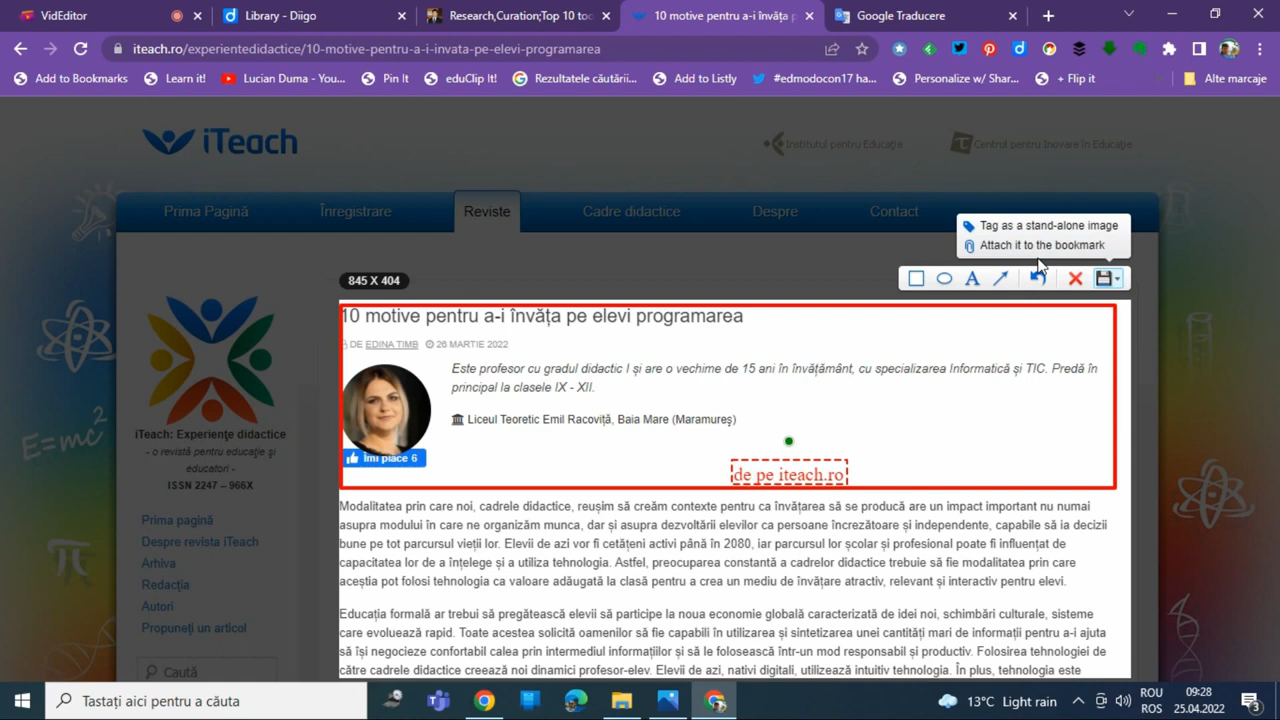 VidEditor
Library - Diigo
Research,Curation;Top 10 too
10 motive pentru a-i învăța p
Google Traducere
iteach.ro/experientedidactice/10-motive-pentru-a-i-invata-pe-elevi-programarea
Add to Bookmarks
Learn it!
Lucian Duma - You...
Pin It
eduClip It!
Rezultatele căutării...
Add to Listly
#edmodocon17 ha...
Personalize w/ Shar...
+ Flip it
Alte marcaje
iTeach
Institutul pentru Educaţie
Centrul pentru Inovare în Educaţie
Prima Pagină
Înregistrare
Reviste
Cadre didactice
Despre
Contact
Tag as a stand-alone image
Attach it to the bookmark
845 X 404
A
10 motive pentru a-i învăța pe elevi programarea
DE EDINA TIMB 26 MARTIE 2022
Este profesor cu gradul didactic I și are o vechime de 15 ani în învățământ, cu specializarea Informatică și TIC. Predă în
principal la clasele IX - XII.
Liceul Teoretic Emil Racoviță, Baia Mare (Maramureş)
Îmi place 6
de pe iteach.ro
E=mc²
π
iTeach: Experienţe didactice
- o revistă pentru educaţie şi
educatori -
ISSN 2247 – 966X
Prima pagină
Despre revista iTeach
Arhiva
Redacţia
Autori
Propuneți un articol
Caută
Modalitatea prin care noi, cadrele didactice, reușim să creăm contexte pentru ca învățarea să se producă are un impact important nu numai
asupra modului în care ne organizăm munca, dar și asupra dezvoltării elevilor ca persoane încrezătoare și independente, capabile să ia decizii
bune pe tot parcursul vieții lor. Elevii de azi vor fi cetățeni activi până în 2080, iar parcursul lor școlar și profesional poate fi influențat de
capacitatea lor de a înțelege și a utiliza tehnologia. Astfel, preocuparea constantă a cadrelor didactice trebuie să fie modalitatea prin care
aceștia pot folosi tehnologia ca valoare adăugată la clasă pentru a crea un mediu de învățare atractiv, relevant și interactiv pentru elevi.
Educația formală ar trebui să pregătească elevii să participe la noua economie globală caracterizată de idei noi, schimbări culturale, sisteme
care evoluează rapid. Toate acestea solicită oamenilor să fie capabili în utilizarea și sintetizarea unei cantități mari de informații pentru a-i ajuta
să își negocieze confortabil calea prin intermediul informațiilor și să le folosească într-un mod responsabil și productiv. Folosirea tehnologiei de
către cadrele didactice creează noi dinamici profesor-elev. Elevii de azi, nativi digitali, utilizează intuitiv tehnologia. În plus, tehnologia este
Tastați aici pentru a căuta
13°C Light rain
ROU
ROS
09:28
25.04.2022
3